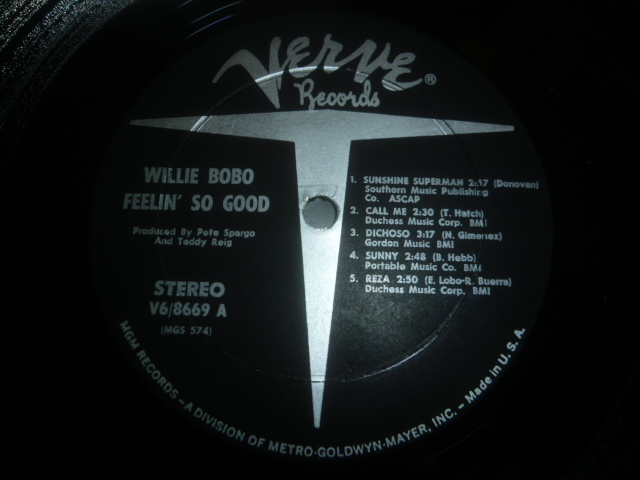 VERVE®
Records
WILLIE BOBO
FEELIN' SO GOOD
Produced By Pete Spargo
And Teddy Reig
STEREO
V6/8669 A
(MGS 574)
1. SUNSHINE SUPERMAN 2:37 (Donovan)
Southern Music Publishing
Co. ASCAP
2. CALL ME 2:30 (T. Hatch)
Duchess Music Corp. BMI
3. DICHOSO 3:17 (N. Gimenez)
Gordon Music BMI
4. SUNNY 2:48 (B. Hebb)
Portable Music Co. BMI
5. REZA 2:50 (E. Lobo-R. Buerra)
Duchess Music Corp. BMI
MGM RECORDS – A DIVISION OF METRO-GOLDWYN-MAYER, INC. – Made in U. S. A.